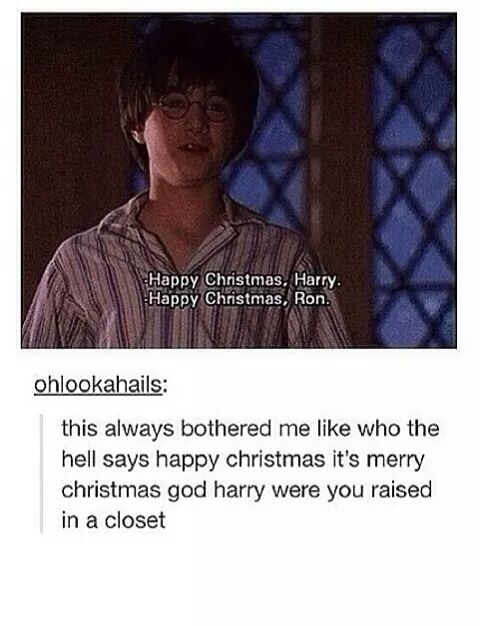 -Happy Christmas, Harry.
-Happy Christmas, Ron.
ohlookahails:
this always bothered me like who the
hell says happy christmas it's merry
christmas god harry were you raised
in a closet